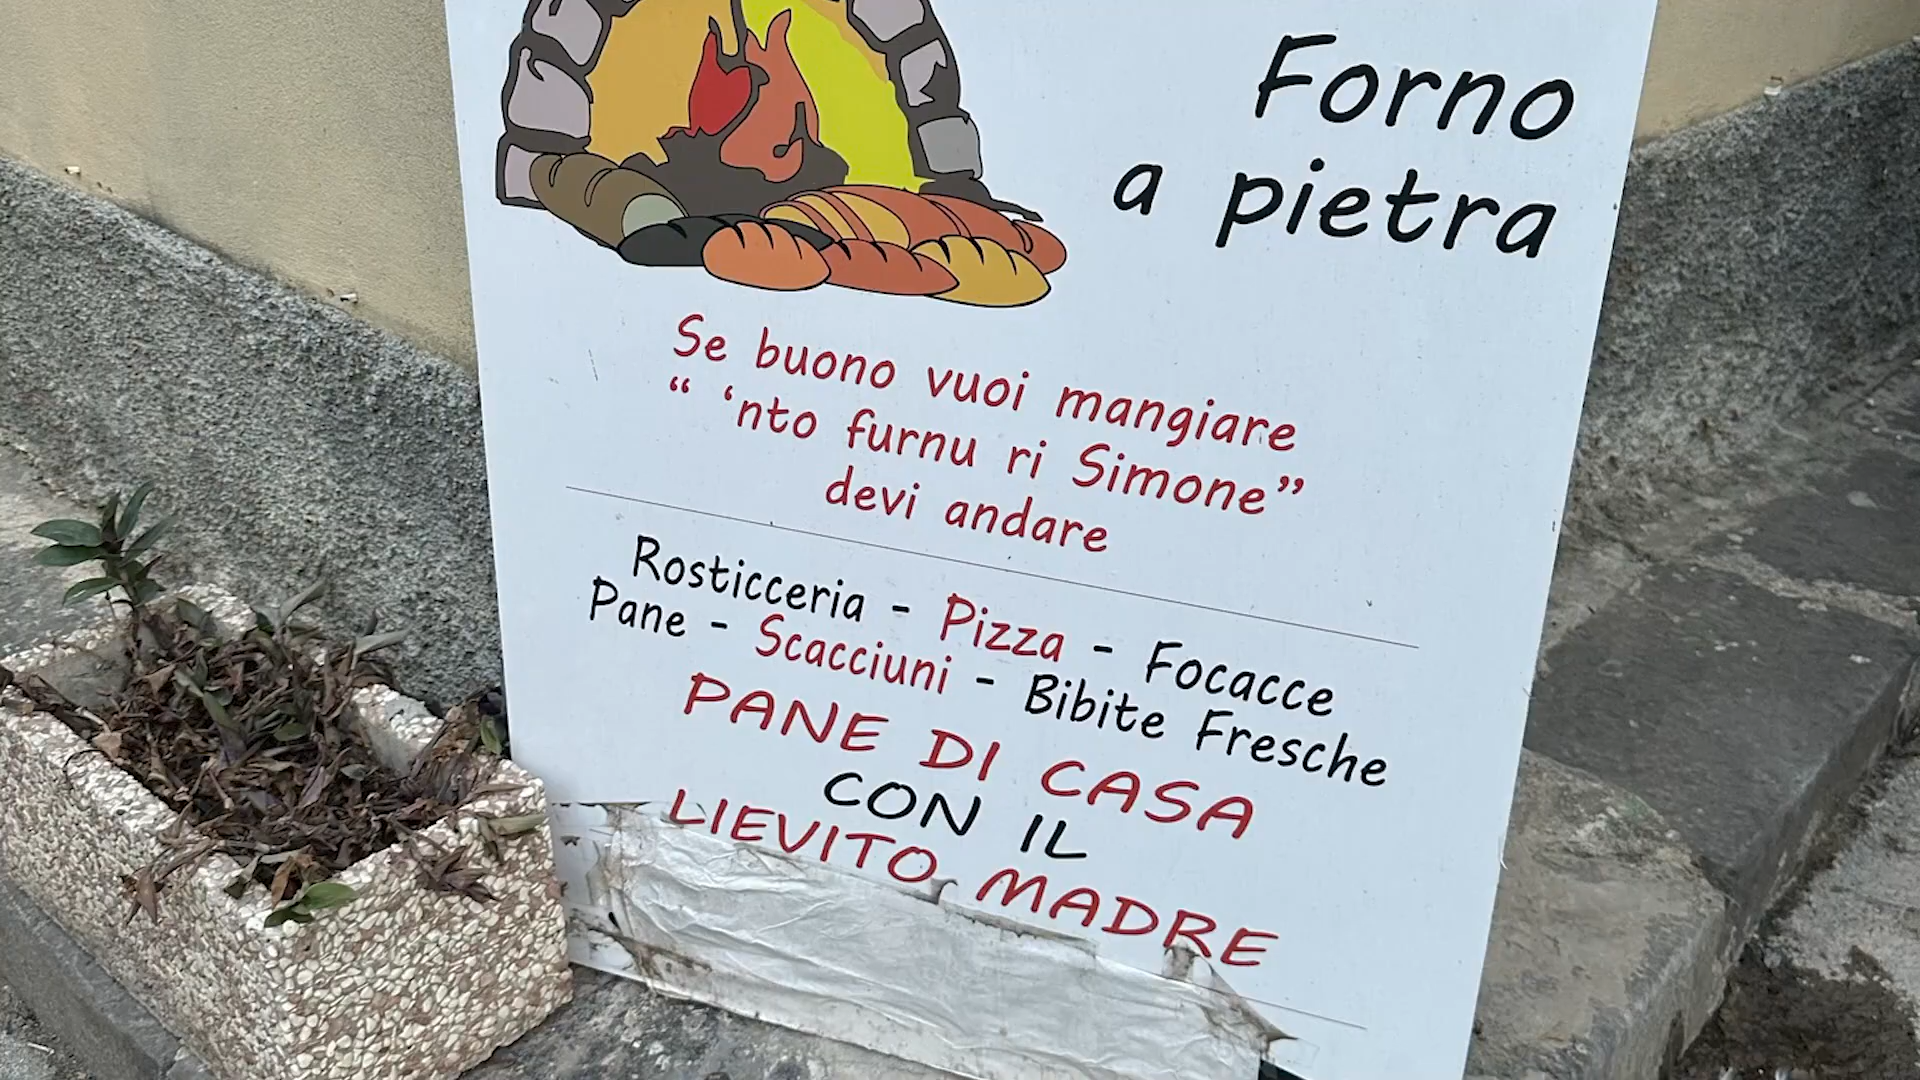 Forno
a pietra
Se buono vuoi mangiare
“ ‘nto furnu ri Simone”
devi andare
Rosticceria - Pizza - Focacce
Pane - Scacciuni - Bibite Fresche
PANE DI CASA
CON IL
LIEVITO MADRE